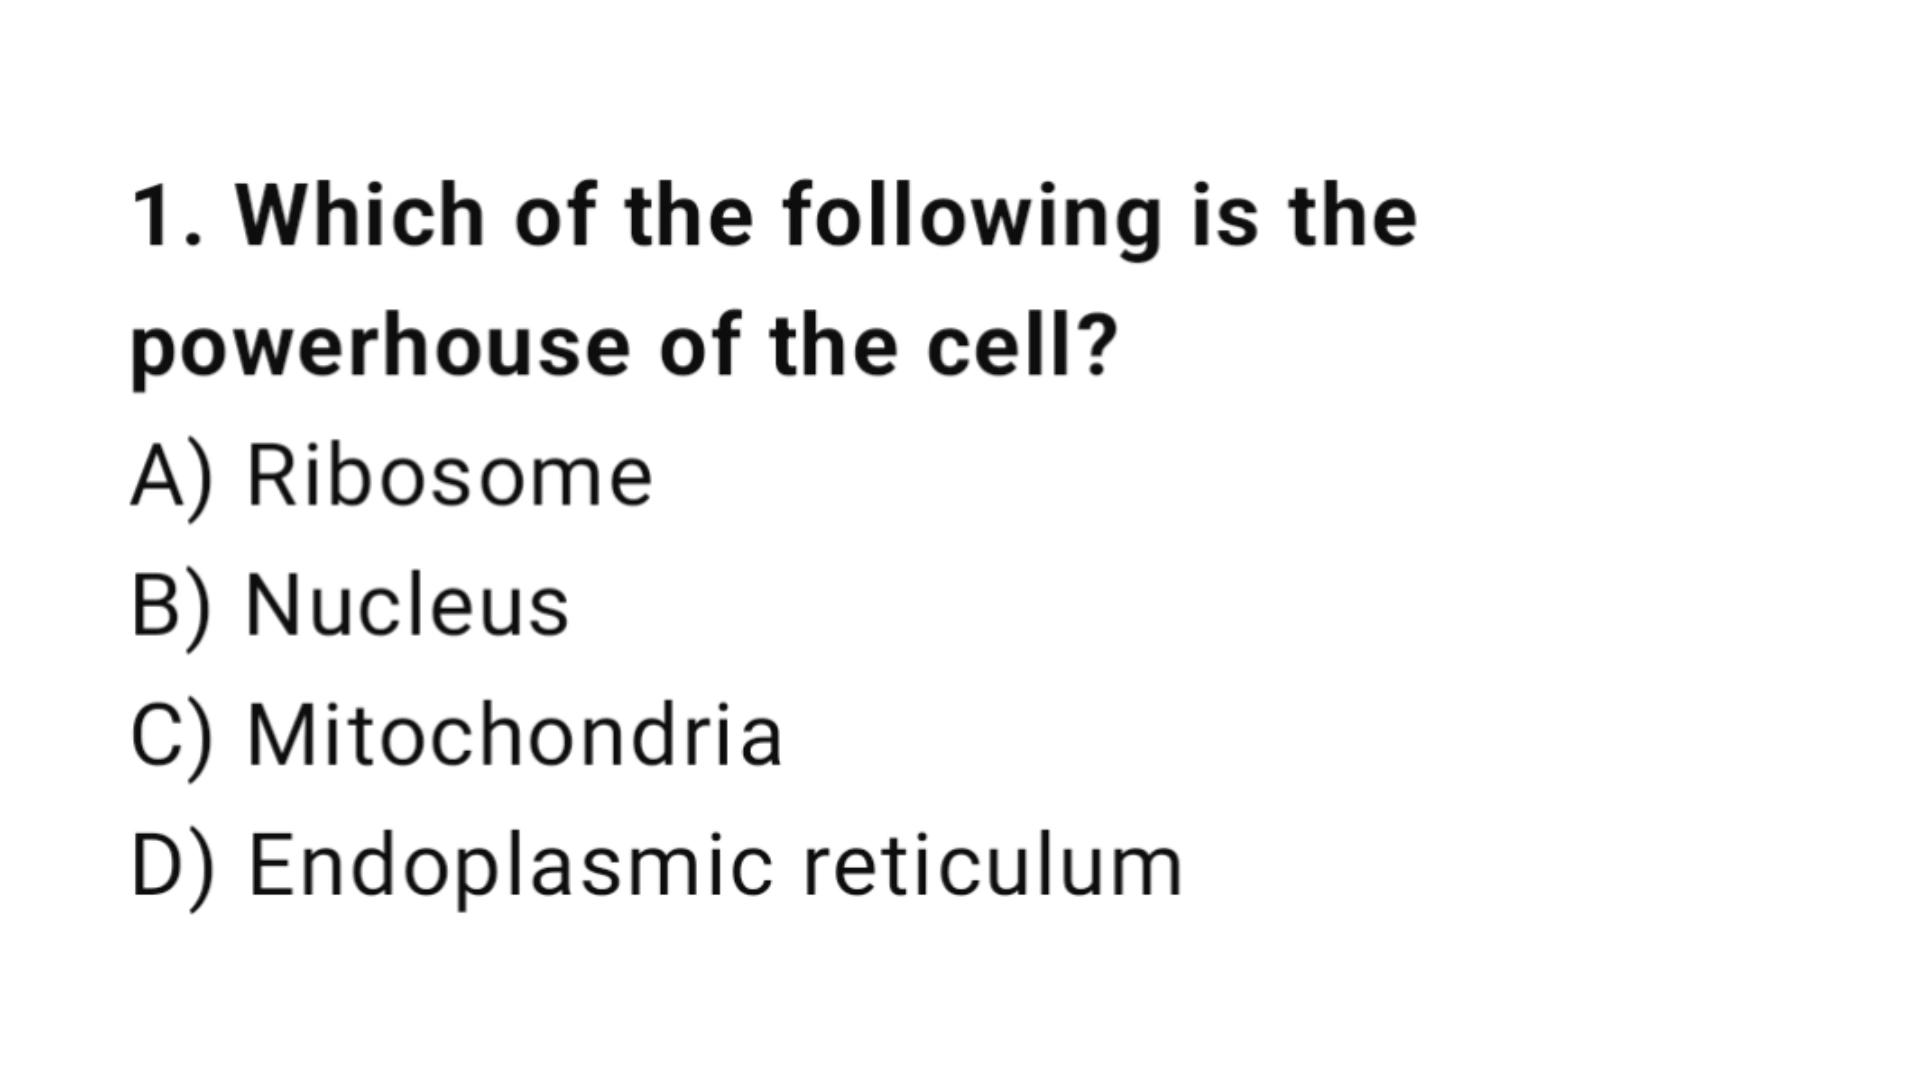 1. Which of the following is the
powerhouse of the cell?
A) Ribosome
B) Nucleus
C) Mitochondria
D) Endoplasmic reticulum